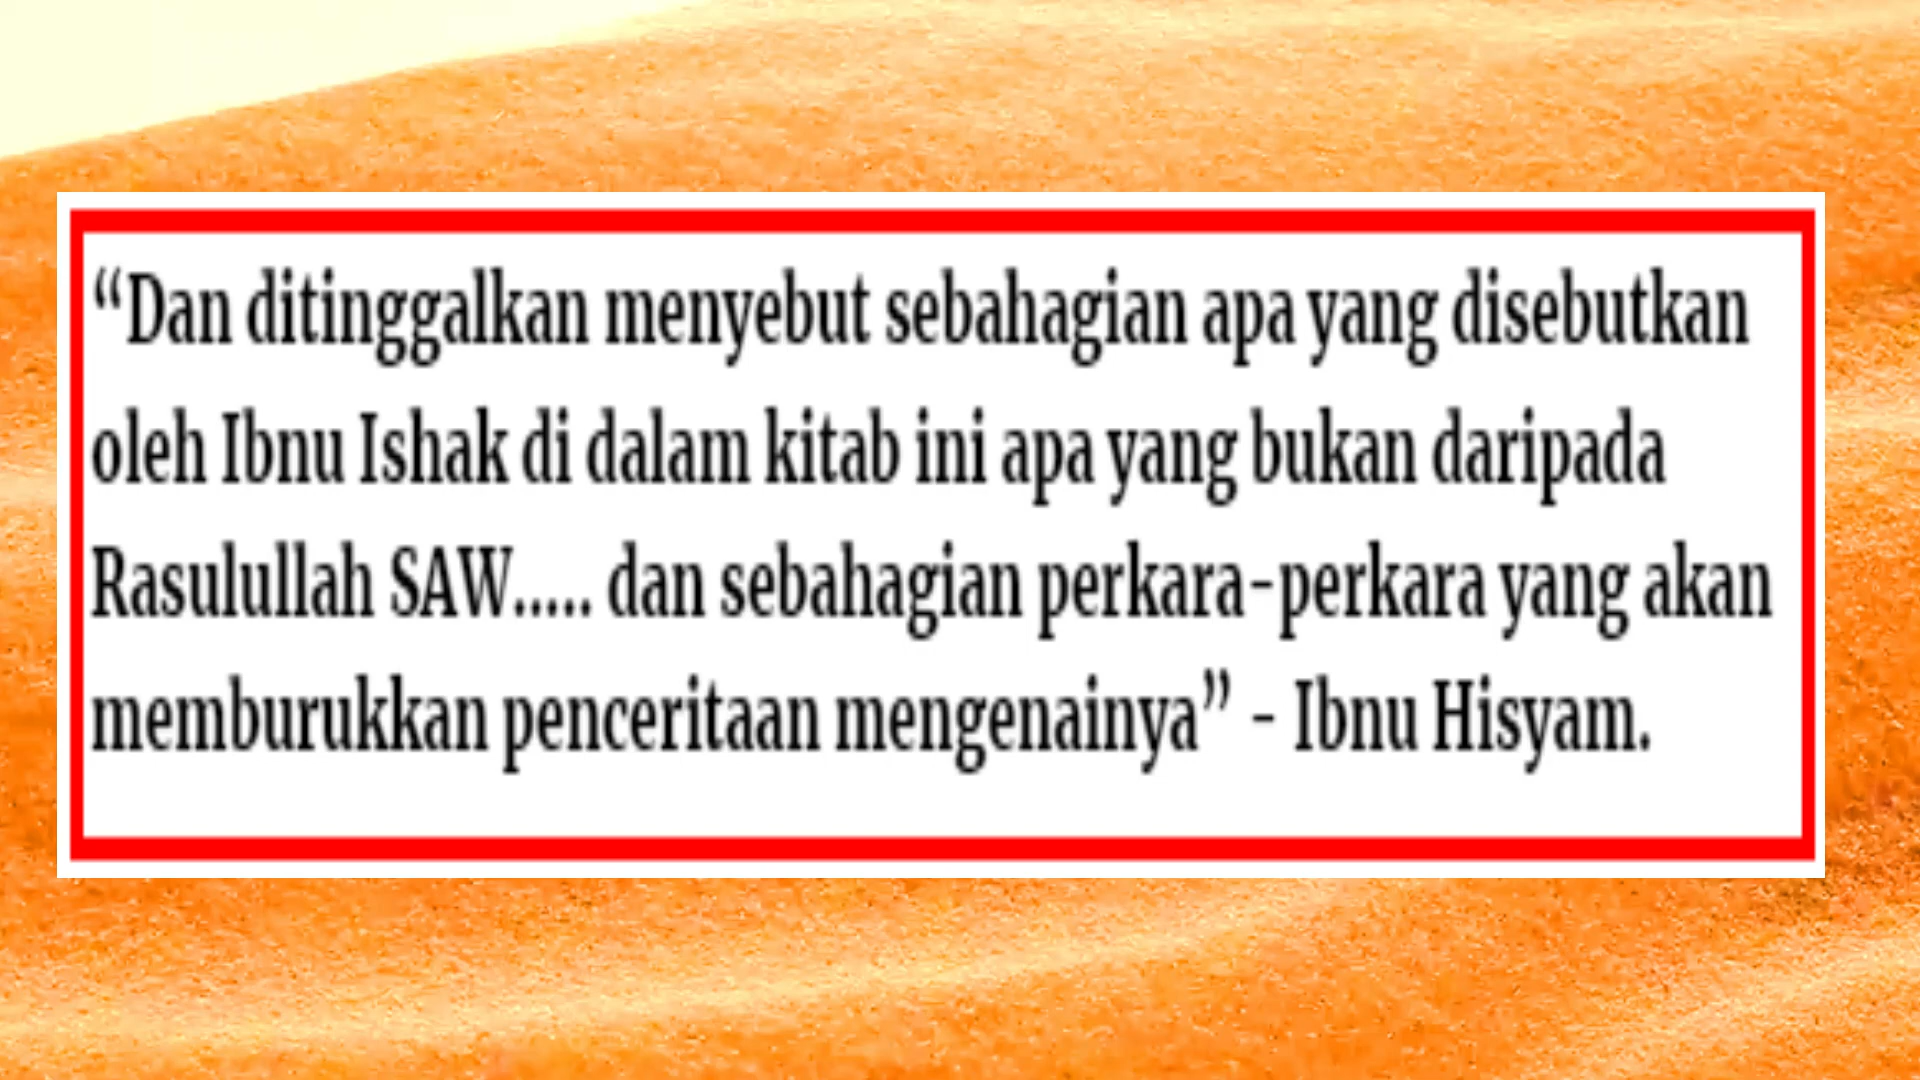 “Dan ditinggalkan menyebut sebahagian apa yang disebutkan
oleh Ibnu Ishak di dalam kitab ini apa yang bukan daripada
Rasulullah SAW..... dan sebahagian perkara-perkara yang akan
memburukkan penceritaan mengenainya” - Ibnu Hisyam.